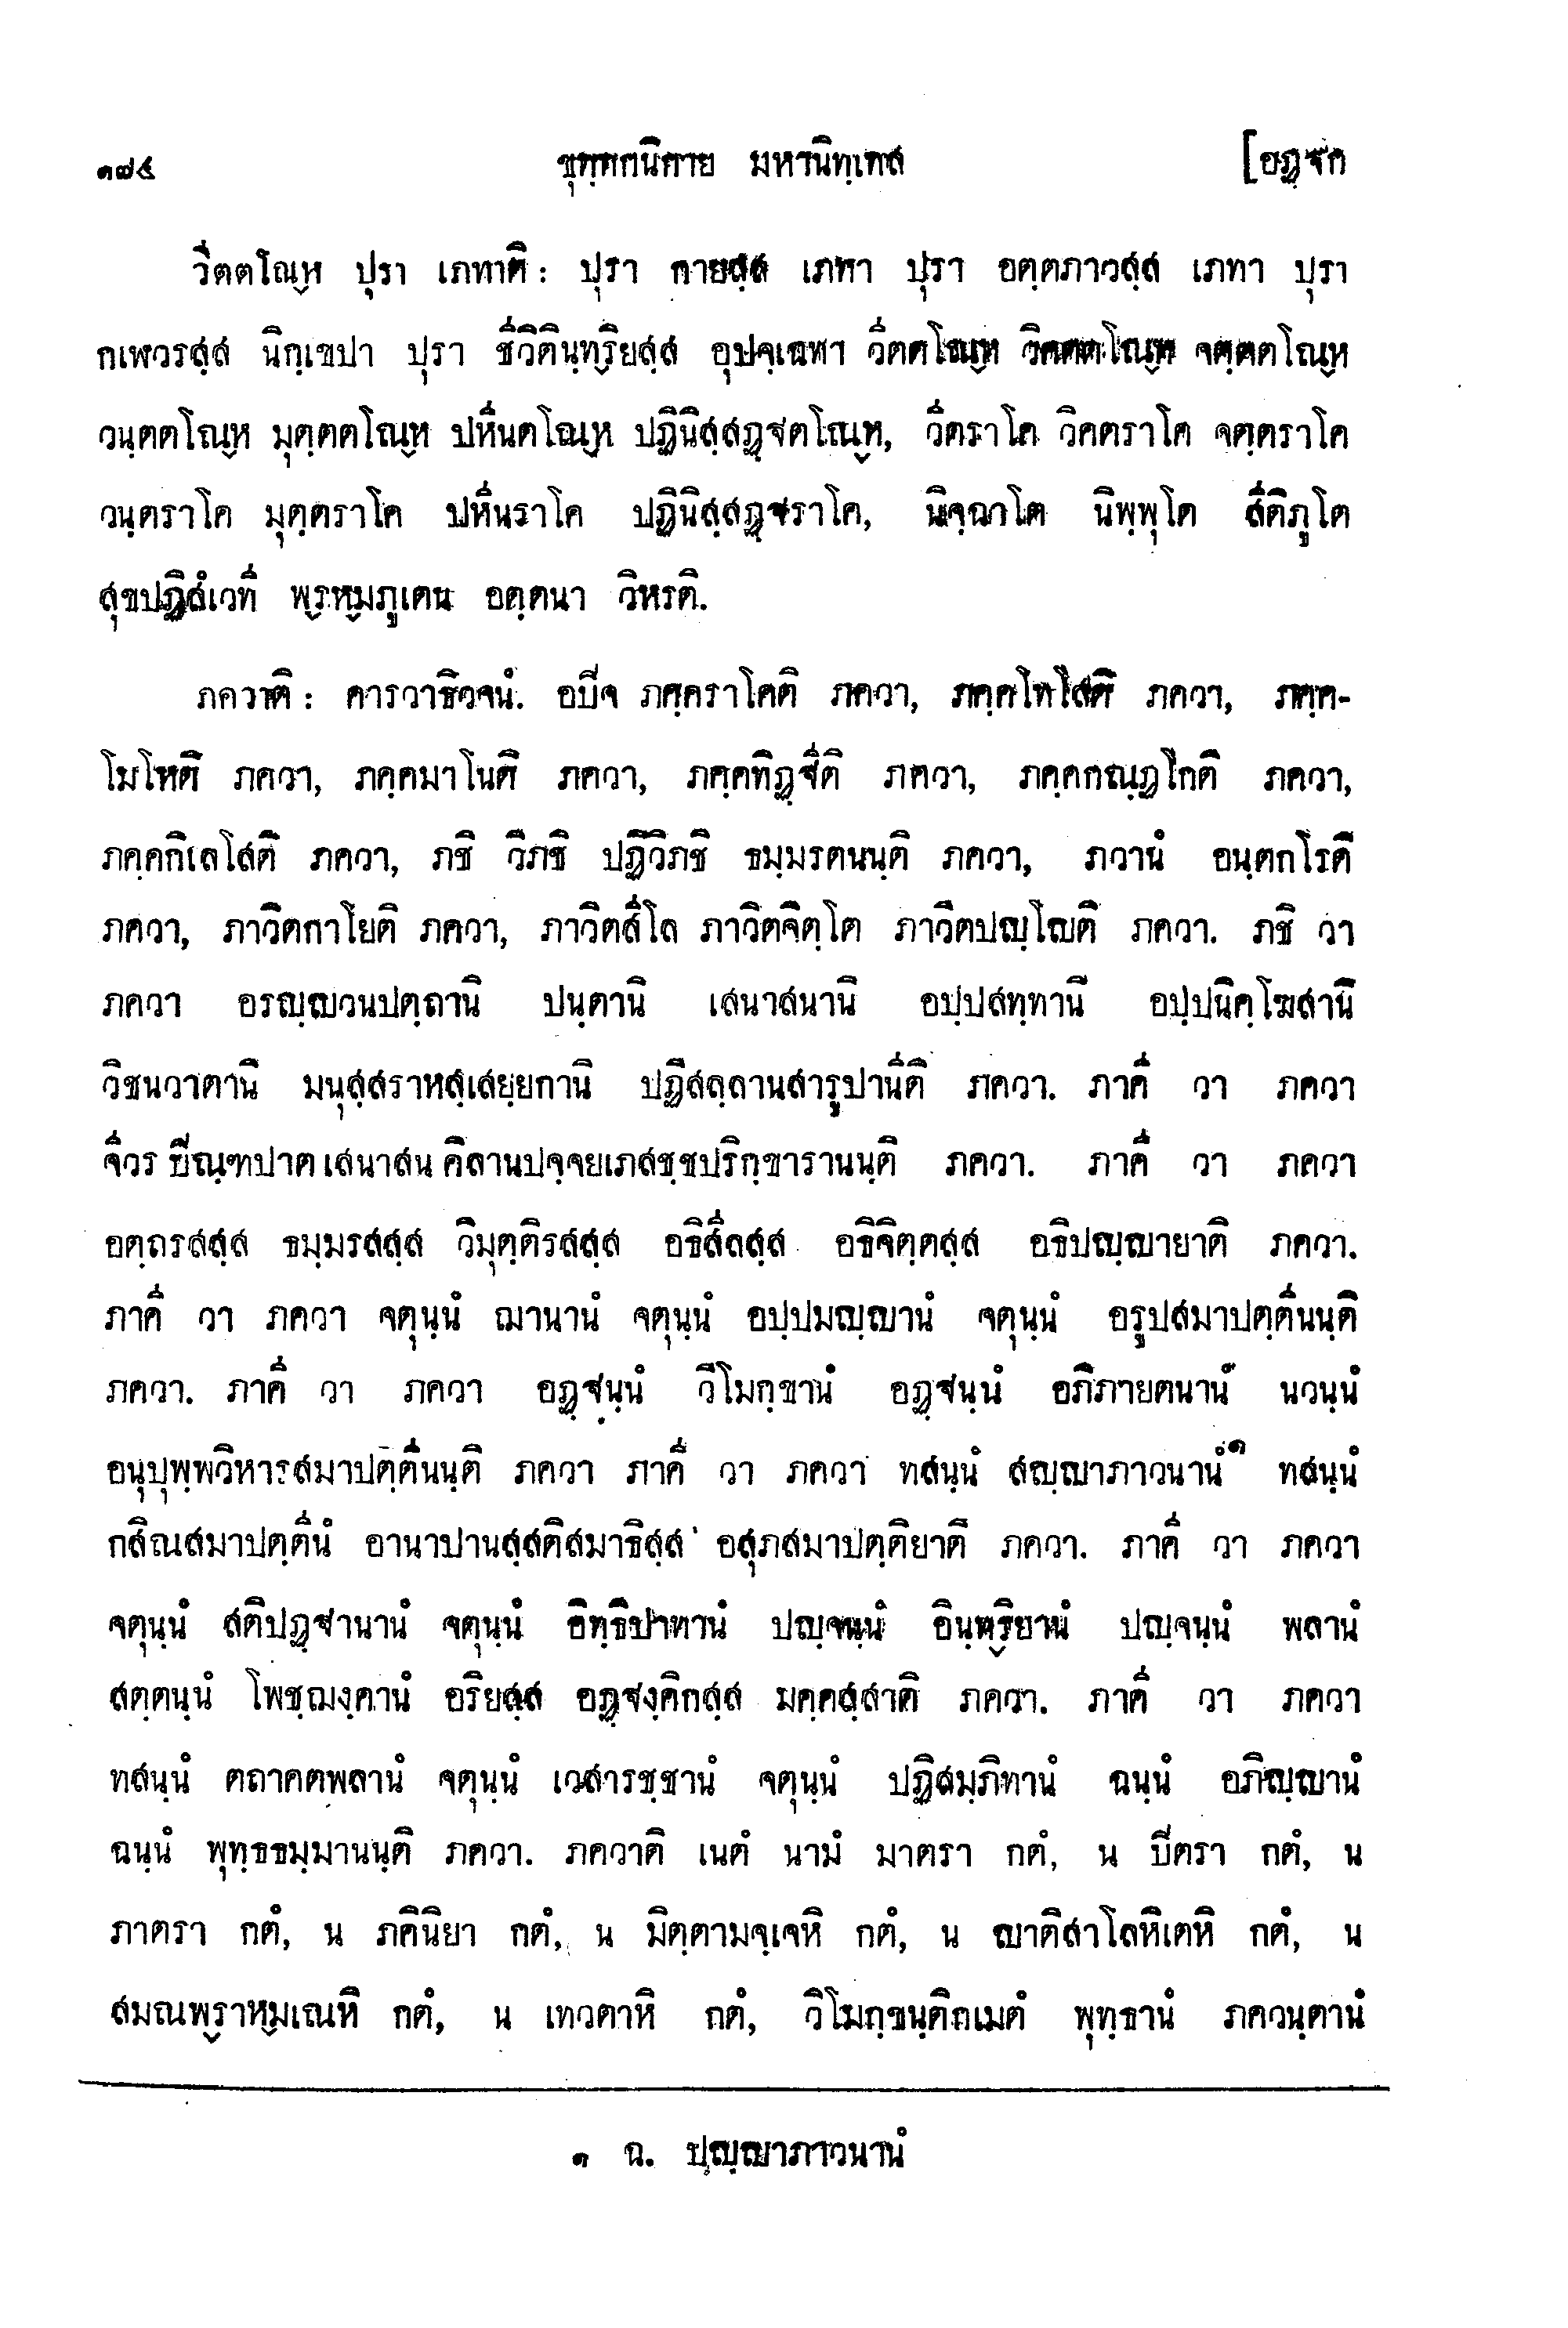 ๑๗๔ ขุทฺทกนิกาย มหานิทฺเทส [อฏฺฐก
วีตตโณฺห ปุรา เภทาติ: ปุรา กายสฺส เภทา ปุรา อตฺตภาวสฺส เภทา ปุรา
กเฬวรสฺส นิกฺเขปา ปุรา ชีวิตินฺทฺริยสฺส อุปจฺเฉทา วีตตโณฺห วิคตตโณฺห จตฺตตโณฺห
วนฺตตโณฺห มุตฺตตโณฺห ปหีนตโณฺห ปฏินิสฺสฏฺฐตโณฺห, วีตราโค วิคตราโค จตฺตราโค
วนฺตราโค มุตฺตราโค ปหีนราโค ปฏินิสฺสฏฺฐราโค, นิจฺฉาโต นิพฺพุโต สีติภูโต
สุขปฏิสํเวที พฺรหฺมภูเตน อตฺตนา วิหรติ.
ภควาติ: คารวาธิวจนํ. อปิจ ภคฺคราโคติ ภควา, ภคฺคโทโสติ ภควา, ภคฺค-
โมโหติ ภควา, ภคฺคมาโนติ ภควา, ภคฺคทิฏฺฐีติ ภควา, ภคฺคกณฺฏโกติ ภควา,
ภคฺคกิเลโสติ ภควา, ภชิ วิภชิ ปฏิวิภชิ ธมฺมรตนนฺติ ภควา, ภวานํ อนฺตกโรติ
ภควา, ภาวิตกาโยติ ภควา, ภาวิตสีโล ภาวิตจิตฺโต ภาวิตปญฺโญติ ภควา. ภชิ วา
ภควา อรญฺญวนปตฺถานิ ปนฺตานิ เสนาสนานิ อปฺปสทฺทานิ อปฺปนิคฺโฆสานิ
วิชนวาตานิ มนุสฺสราหสฺเสยฺยกานิ ปฏิสลฺลานสารูปานีติ ภควา. ภาคี วา ภควา
จีวร ปิณฺฑปาต เสนาสน คิลานปจฺจยเภสชฺชปริกฺขารานนฺติ ภควา. ภาคี วา ภควา
อตฺถรสสฺส ธมฺมรสสฺส วิมุตฺติรสสฺส อธิสีลสฺส อธิจิตฺตสฺส อธิปญฺญายาติ ภควา.
ภาคี วา ภควา จตุนฺนํ ฌานานํ จตุนฺนํ อปฺปมญฺญานํ จตุนฺนํ อรูปสมาปตฺตีนนฺติ
ภควา. ภาคี วา ภควา อฏฺฐนฺนํ วิโมกฺขานํ อฏฺฐนฺนํ อภิภายตนานํ นวนฺนํ
อนุปุพฺพวิหารสมาปตฺตีนนฺติ ภควา ภาคี วา ภควา ทสนฺนํ สญฺญาภาวนานํ๑ ทสนฺนํ
กสิณสมาปตฺตีนํ อานาปานสฺสติสมาธิสฺส อสุภสมาปตฺติยาติ ภควา. ภาคี วา ภควา
จตุนฺนํ สติปฏฺฐานานํ จตุนฺนํ อิทฺธิปาทานํ ปญฺจนฺนํ อินฺทฺริยานํ ปญฺจนฺนํ พลานํ
สตฺตนฺนํ โพชฺฌงฺคานํ อริยสฺส อฏฺฐงฺคิกสฺส มคฺคสฺสาติ ภควา. ภาคี วา ภควา
ทสนฺนํ ตถาคตพลานํ จตุนฺนํ เวสารชฺชานํ จตุนฺนํ ปฏิสมฺภิทานํ ฉนฺนํ อภิญฺญานํ
ฉนฺนํ พุทฺธธมฺมานนฺติ ภควา. ภควาติ เนตํ นามํ มาตรา กตํ, น ปิตรา กตํ, น
ภาตรา กตํ, น ภคินิยา กตํ, น มิตฺตามจฺเจหิ กตํ, น ญาติสาโลหิเตหิ กตํ, น
สมณพฺราหฺมเณหิ กตํ, น เทวตาหิ กตํ, วิโมกฺขนฺติกเมตํ พุทฺธานํ ภควนฺตานํ
๑ ฉ. ปุญฺญาภาวนานํ